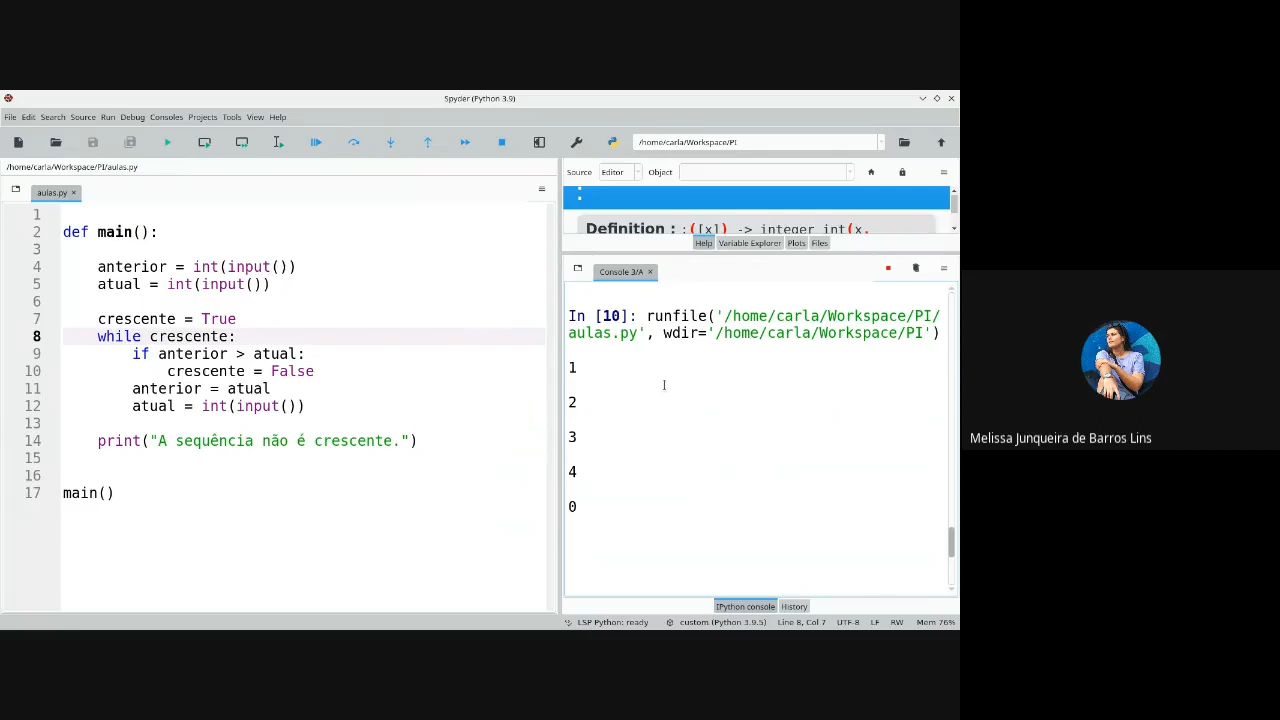 Spyder (Python 3.9)
File Edit Search Source Run Debug Consoles Projects Tools View Help
/home/carla/Workspace/PI
/home/carla/Workspace/PI/aulas.py
aulas.py
1
2 def main():
3
4 anterior = int(input())
5 atual = int(input())
6
7 crescente = True
8 while crescente:
9 if anterior > atual:
10 crescente = False
11 anterior = atual
12 atual = int(input())
13
14 print("A sequência não é crescente.")
15
16
17 main()
Source Editor Object
:
Definition : :([x]) -> integer int(x,
Help Variable Explorer Plots Files
Console 3/A
In [10]: runfile('/home/carla/Workspace/PI/
aulas.py', wdir='/home/carla/Workspace/PI')
1
2
3
4
0
IPython console History
LSP Python: ready custom (Python 3.9.5) Line 8, Col 7 UTF-8 LF RW Mem 76%
Melissa Junqueira de Barros Lins